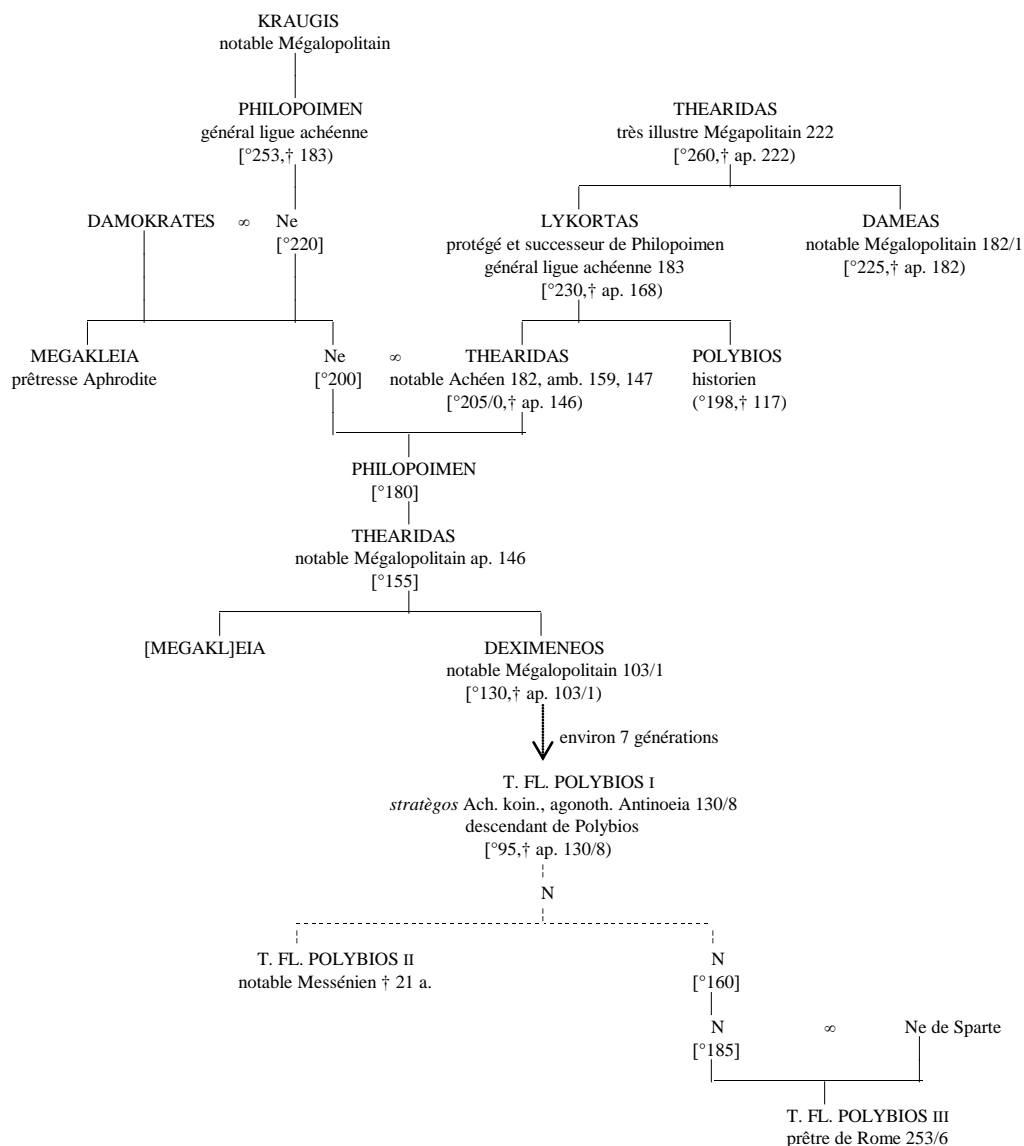 KRAUGIS
notable Mégalopolitain
PHILOPOIMEN
général ligue achéenne
[°253,† 183)
THEARIDAS
très illustre Mégapolitain 222
[°260,† ap. 222)
DAMOKRATES ∞ Ne
[°220]
LYKORTAS
protégé et successeur de Philopoimen
général ligue achéenne 183
[°230,† ap. 168)
DAMEAS
notable Mégalopolitain 182/1
[°225,† ap. 182)
MEGAKLEIA
prêtresse Aphrodite
Ne ∞ THEARIDAS
[°200]
notable Achéen 182, amb. 159, 147
[°205/0,† ap. 146)
POLYBIOS
historien
(°198,† 117)
PHILOPOIMEN
[°180]
THEARIDAS
notable Mégalopolitain ap. 146
[°155]
[MEGAKL]EIA
DEXIMENEOS
notable Mégalopolitain 103/1
[°130,† ap. 103/1)
environ 7 générations
T. FL. POLYBIOS I
stratègos Ach. koin., agonoth. Antinoeia 130/8
descendant de Polybios
[°95,† ap. 130/8)
N
T. FL. POLYBIOS II
notable Messénien † 21 a.
N
[°160]
N ∞ Ne de Sparte
[°185]
T. FL. POLYBIOS III
prêtre de Rome 253/6